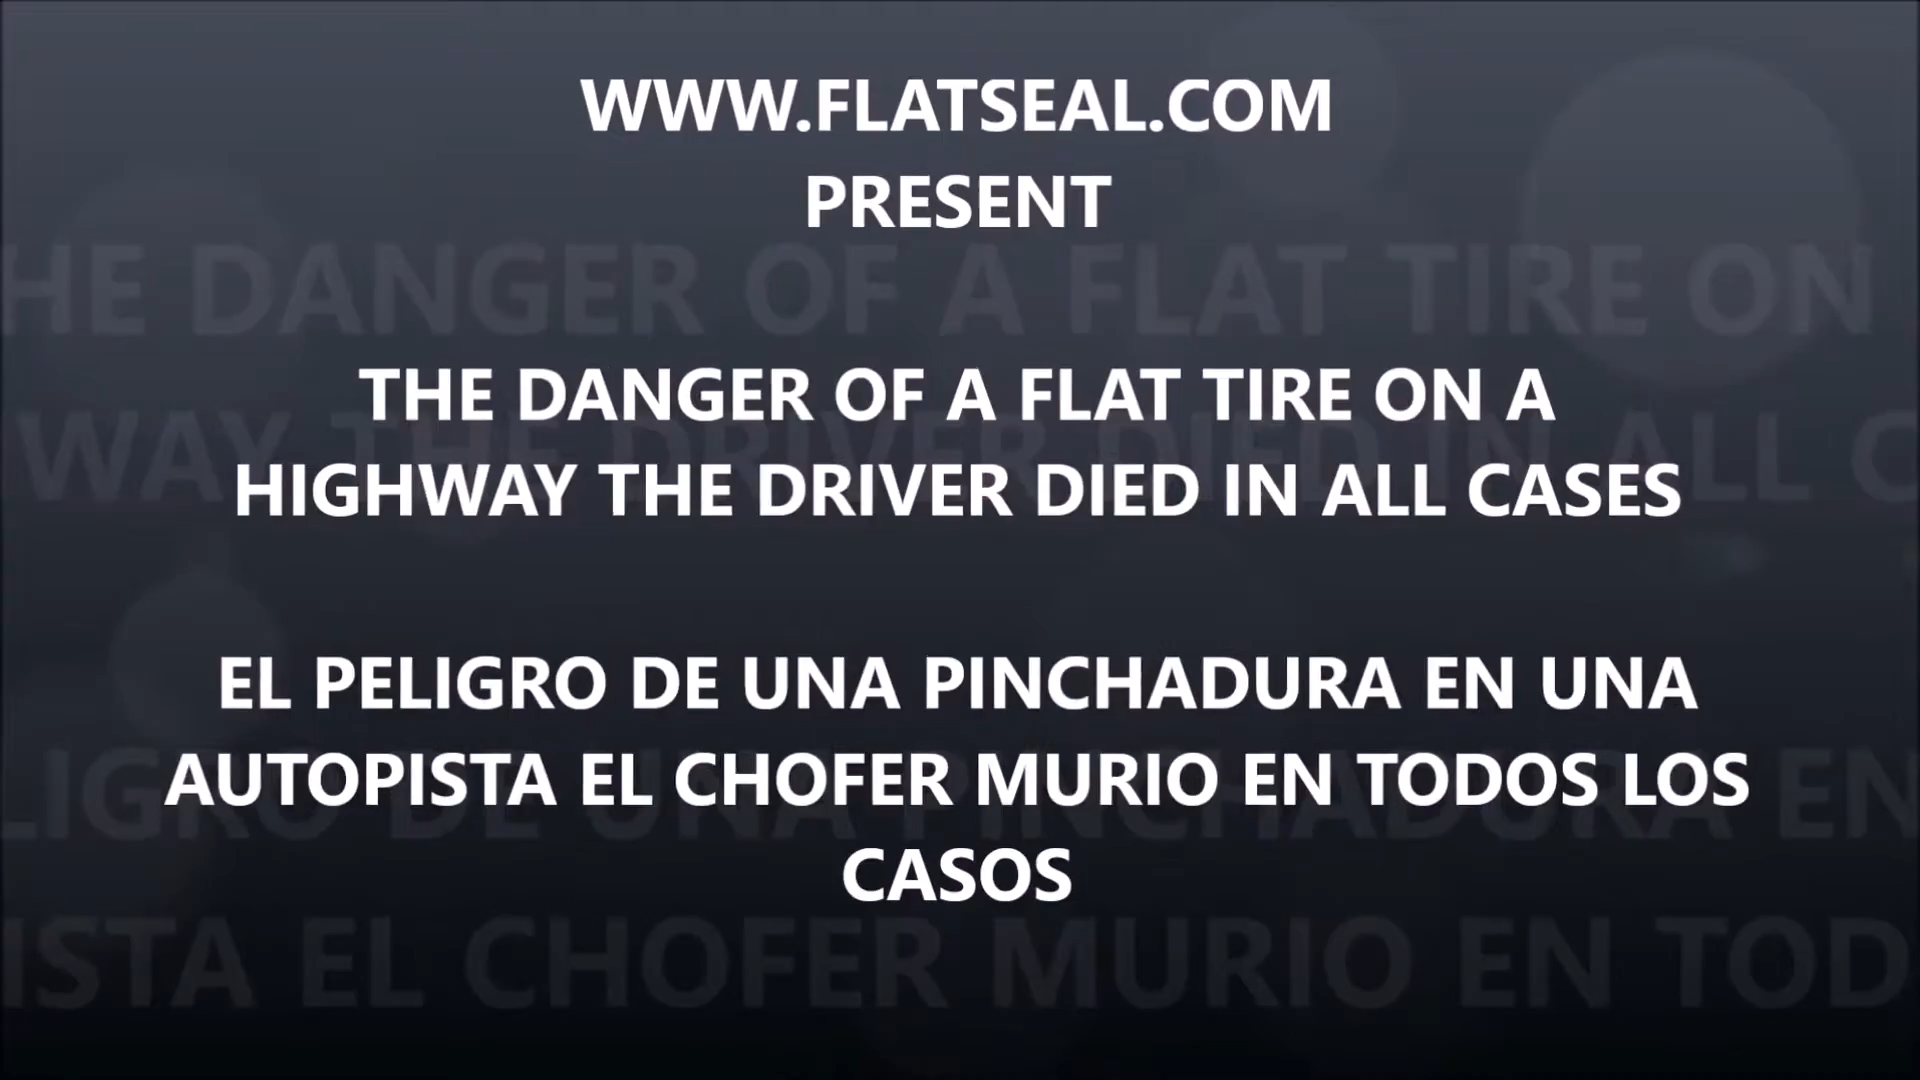 WWW.FLATSEAL.COM
PRESENT
THE DANGER OF A FLAT TIRE ON A
HIGHWAY THE DRIVER DIED IN ALL CASES
EL PELIGRO DE UNA PINCHADURA EN UNA
AUTOPISTA EL CHOFER MURIO EN TODOS LOS
CASOS